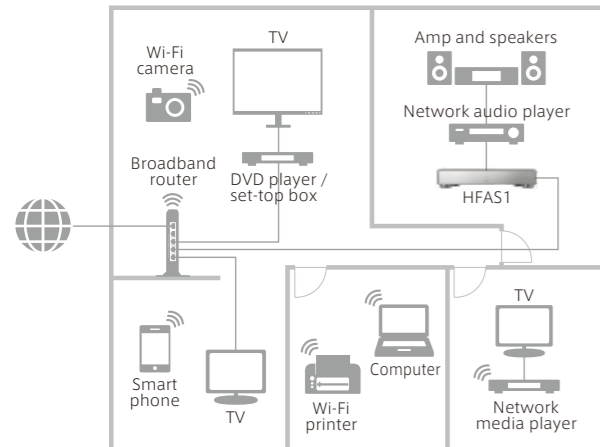 TV
Wi-Fi
camera
Amp and speakers
Network audio player
Broadband
router
DVD player /
set-top box
HFAS1
Smart
phone
TV
Wi-Fi
printer
Computer
TV
Network
media player